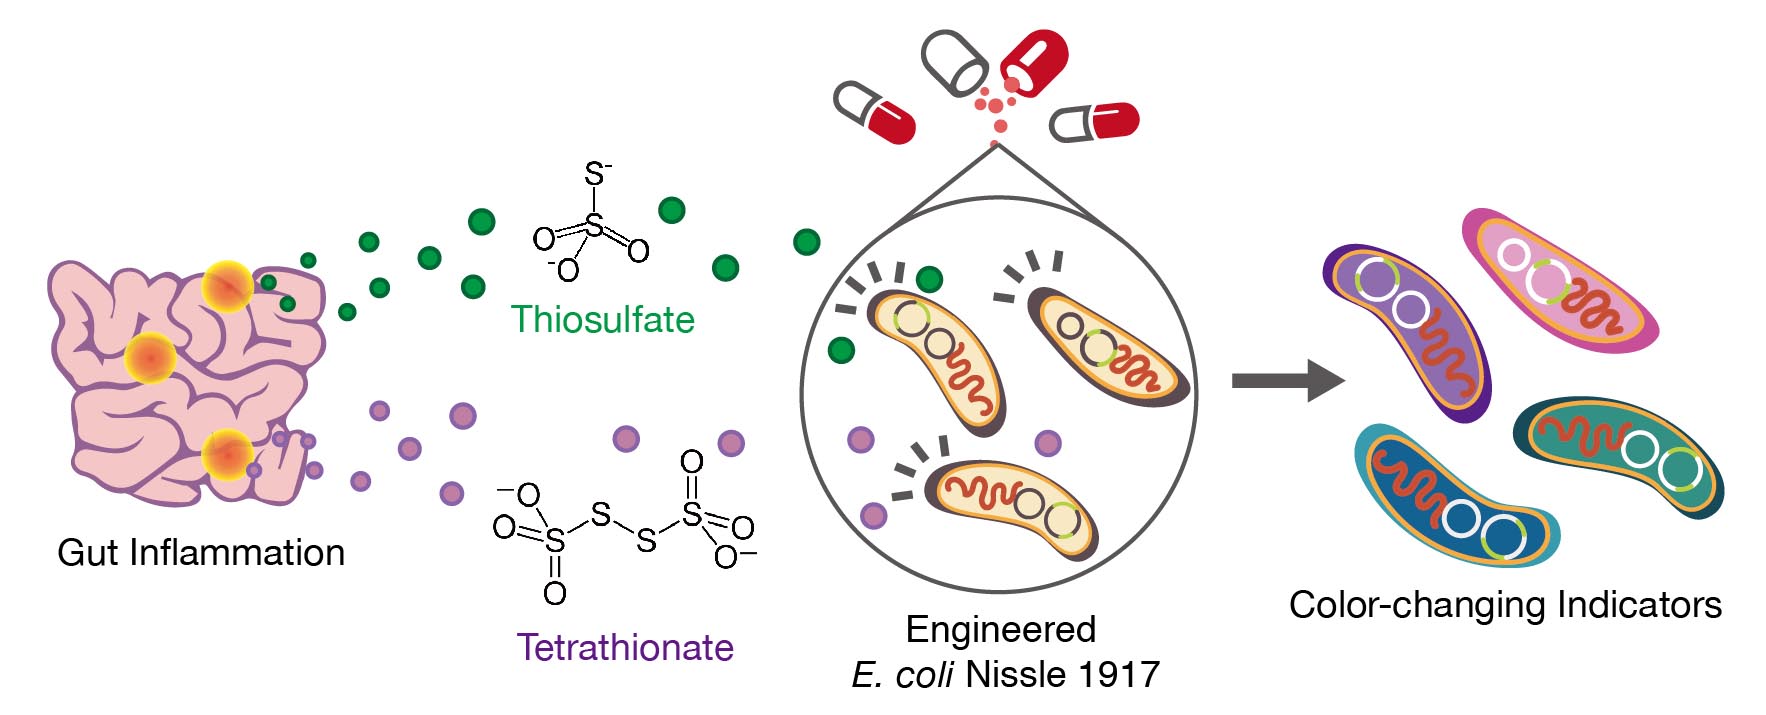 S⁻
S
O
O
⁻O
Thiosulfate
Gut Inflammation
⁻O
O
S
O
S
S
S
O
O
O⁻
Tetrathionate
Engineered
E. coli Nissle 1917
Color-changing Indicators